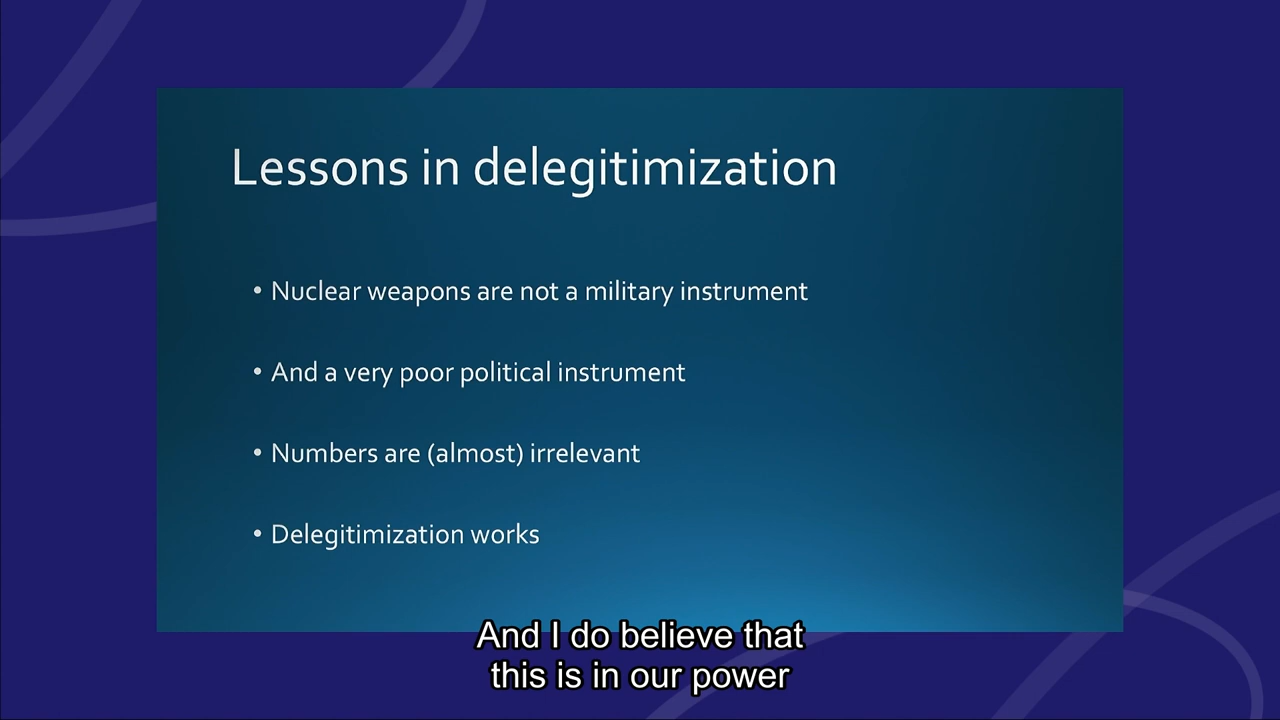 Lessons in delegitimization
• Nuclear weapons are not a military instrument
• And a very poor political instrument
• Numbers are (almost) irrelevant
• Delegitimization works
And I do believe that
this is in our power